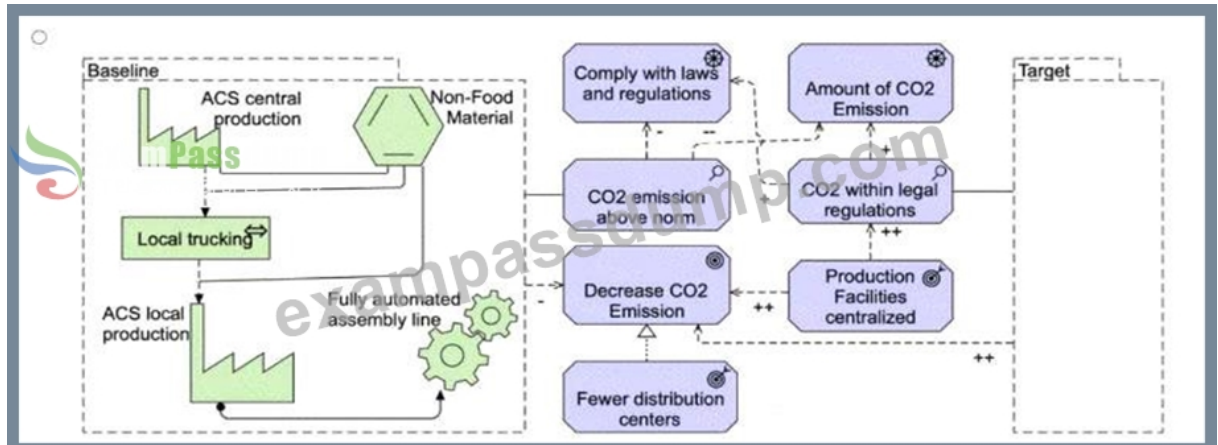 Baseline
ACS central
production
Non-Food
Material
Pass
Local trucking
ACS local
production
Fully automated
assembly line
Comply with laws
and regulations
Amount of CO2
Emission
-
--
+
CO2 emission
above norm
+
CO2 within legal
regulations
++
Decrease CO2
Emission
-
++
Production
Facilities
centralized
++
Fewer distribution
centers
Target
exampassdump.com